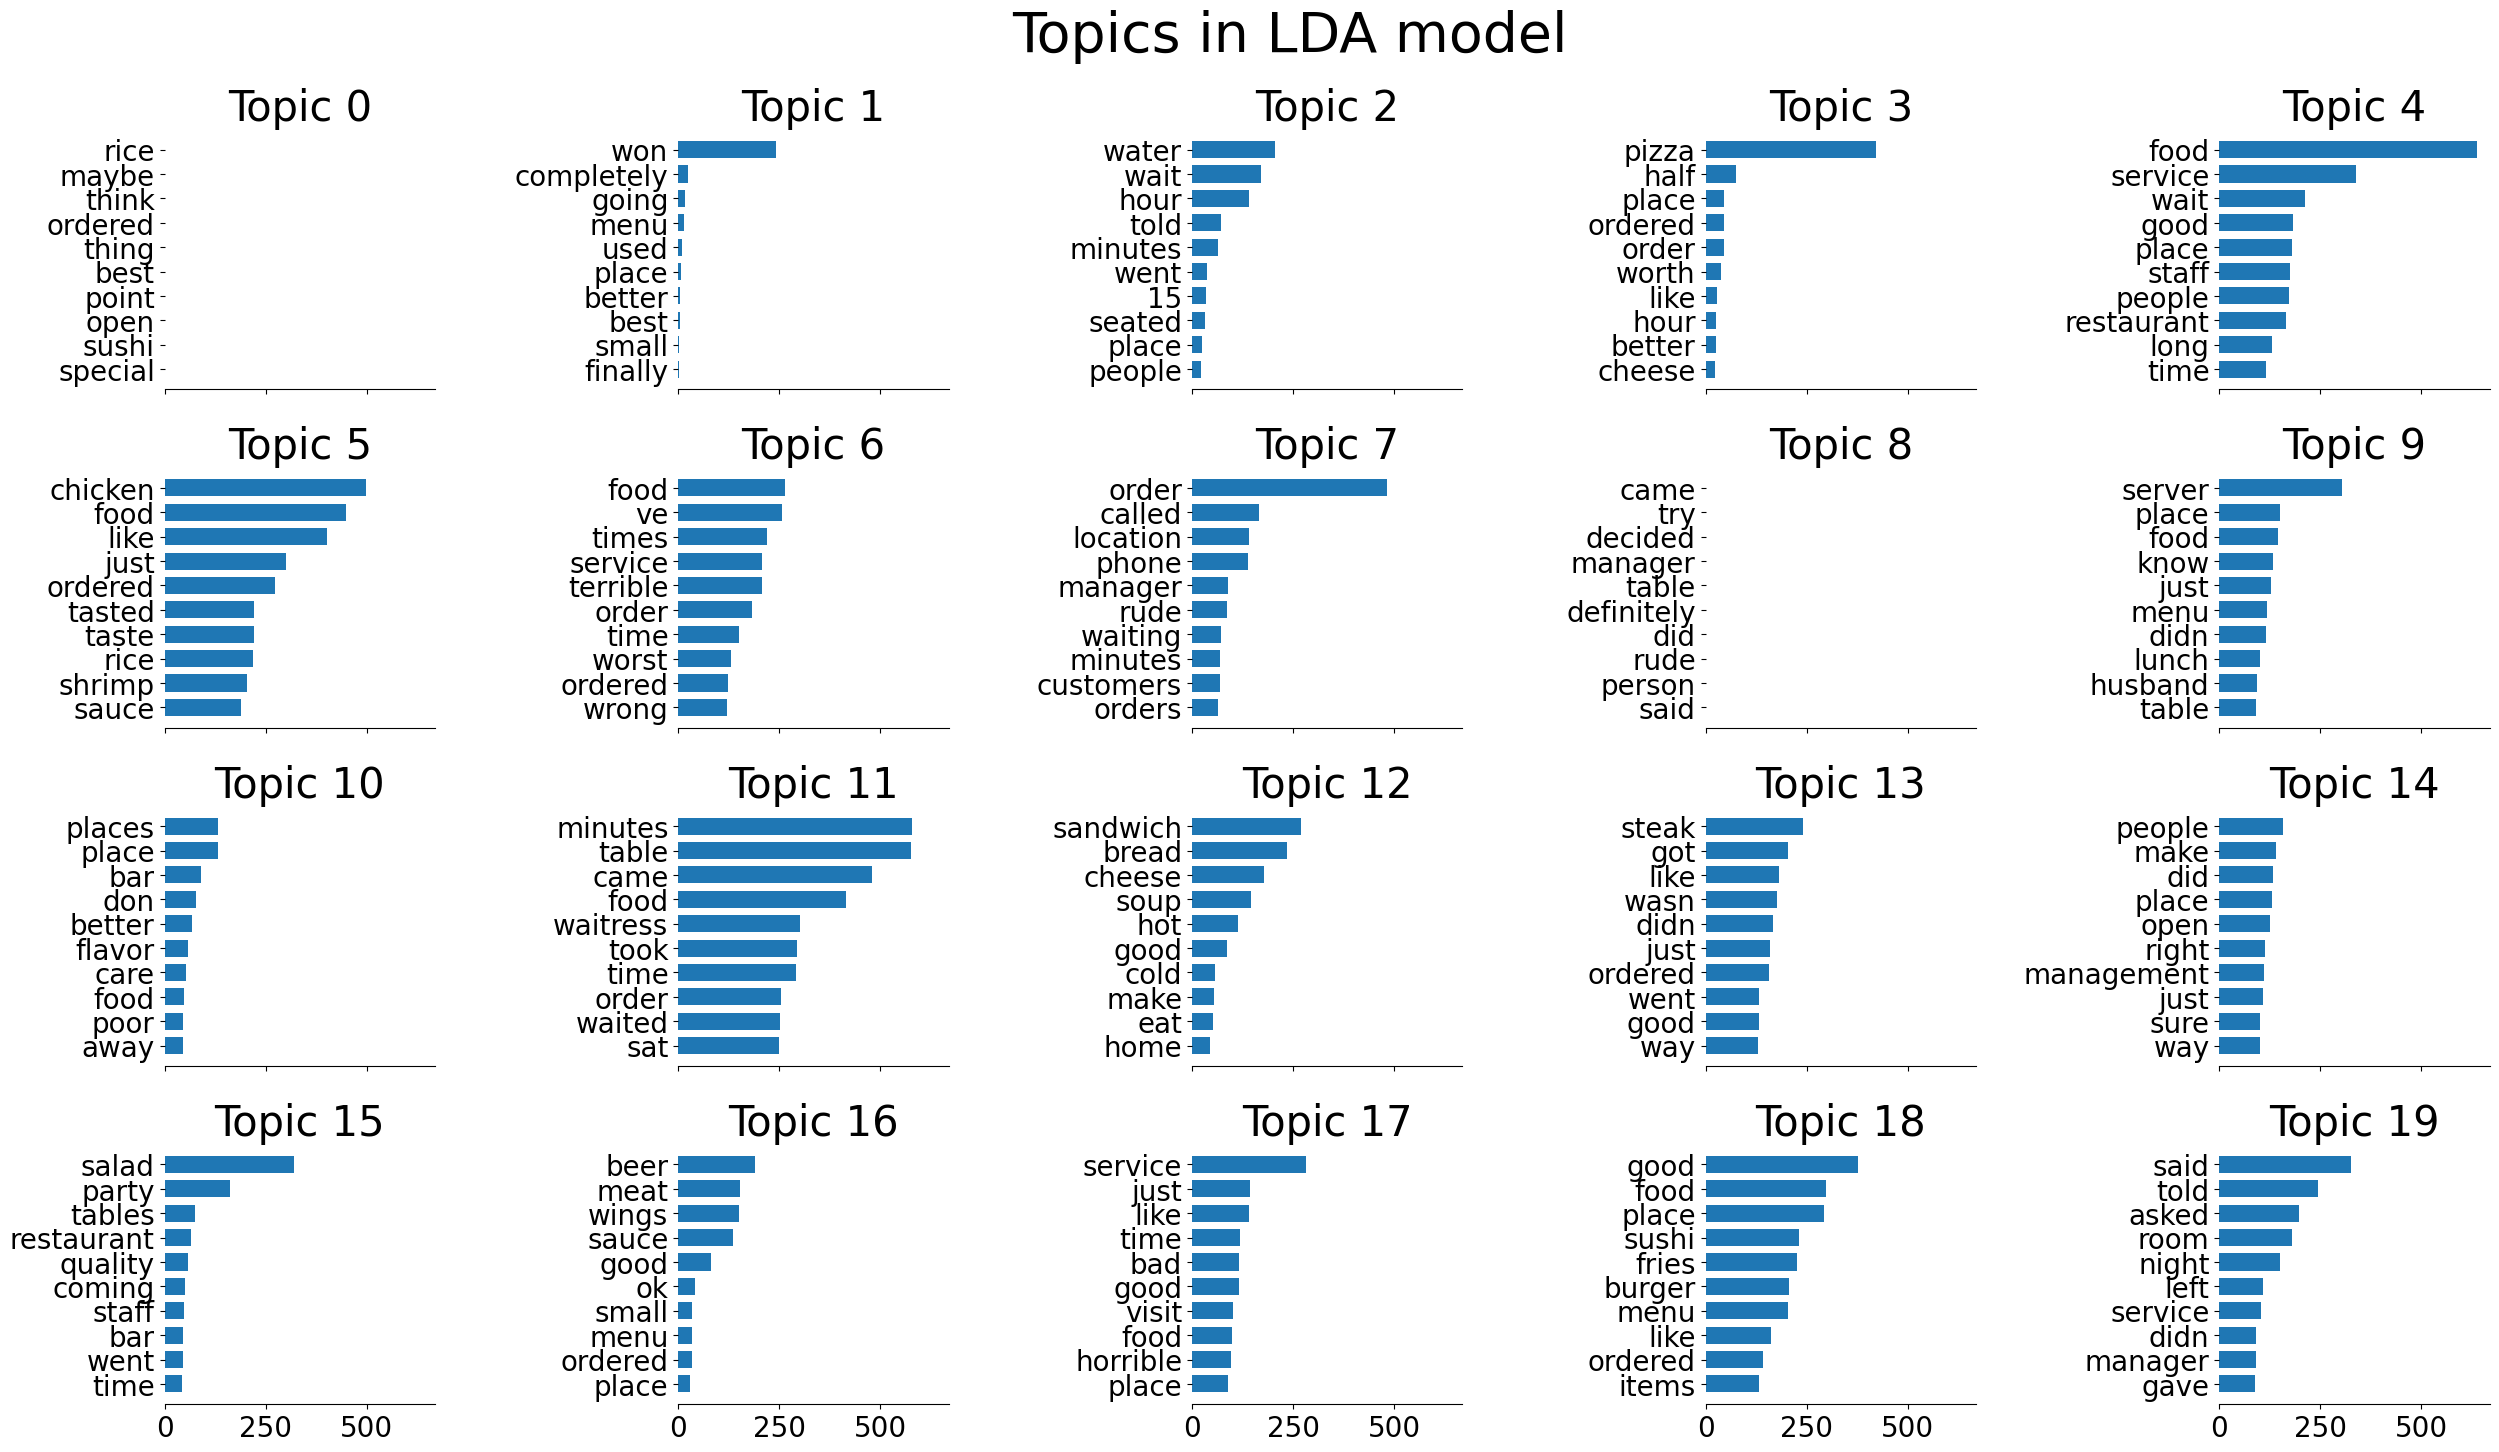 Topics in LDA model
Topic 0
rice
maybe
think
ordered
thing
best
point
open
sushi
special
Topic 1
won
completely
going
menu
used
place
better
best
small
finally
Topic 2
water
wait
hour
told
minutes
went
15
seated
place
people
Topic 3
pizza
half
place
ordered
order
worth
like
hour
better
cheese
Topic 4
food
service
wait
good
place
staff
people
restaurant
long
time
Topic 5
chicken
food
like
just
ordered
tasted
taste
rice
shrimp
sauce
Topic 6
food
ve
times
service
terrible
order
time
worst
ordered
wrong
Topic 7
order
called
location
phone
manager
rude
waiting
minutes
customers
orders
Topic 8
came
try
decided
manager
table
definitely
did
rude
person
said
Topic 9
server
place
food
know
just
menu
didn
lunch
husband
table
Topic 10
places
place
bar
don
better
flavor
care
food
poor
away
Topic 11
minutes
table
came
food
waitress
took
time
order
waited
sat
Topic 12
sandwich
bread
cheese
soup
hot
good
cold
make
eat
home
Topic 13
steak
got
like
wasn
didn
just
ordered
went
good
way
Topic 14
people
make
did
place
open
right
management
just
sure
way
Topic 15
salad
party
tables
restaurant
quality
coming
staff
bar
went
time
0 250 500
Topic 16
beer
meat
wings
sauce
good
ok
small
menu
ordered
place
0 250 500
Topic 17
service
just
like
time
bad
good
visit
food
horrible
place
0 250 500
Topic 18
good
food
place
sushi
fries
burger
menu
like
ordered
items
0 250 500
Topic 19
said
told
asked
room
night
left
service
didn
manager
gave
0 250 500